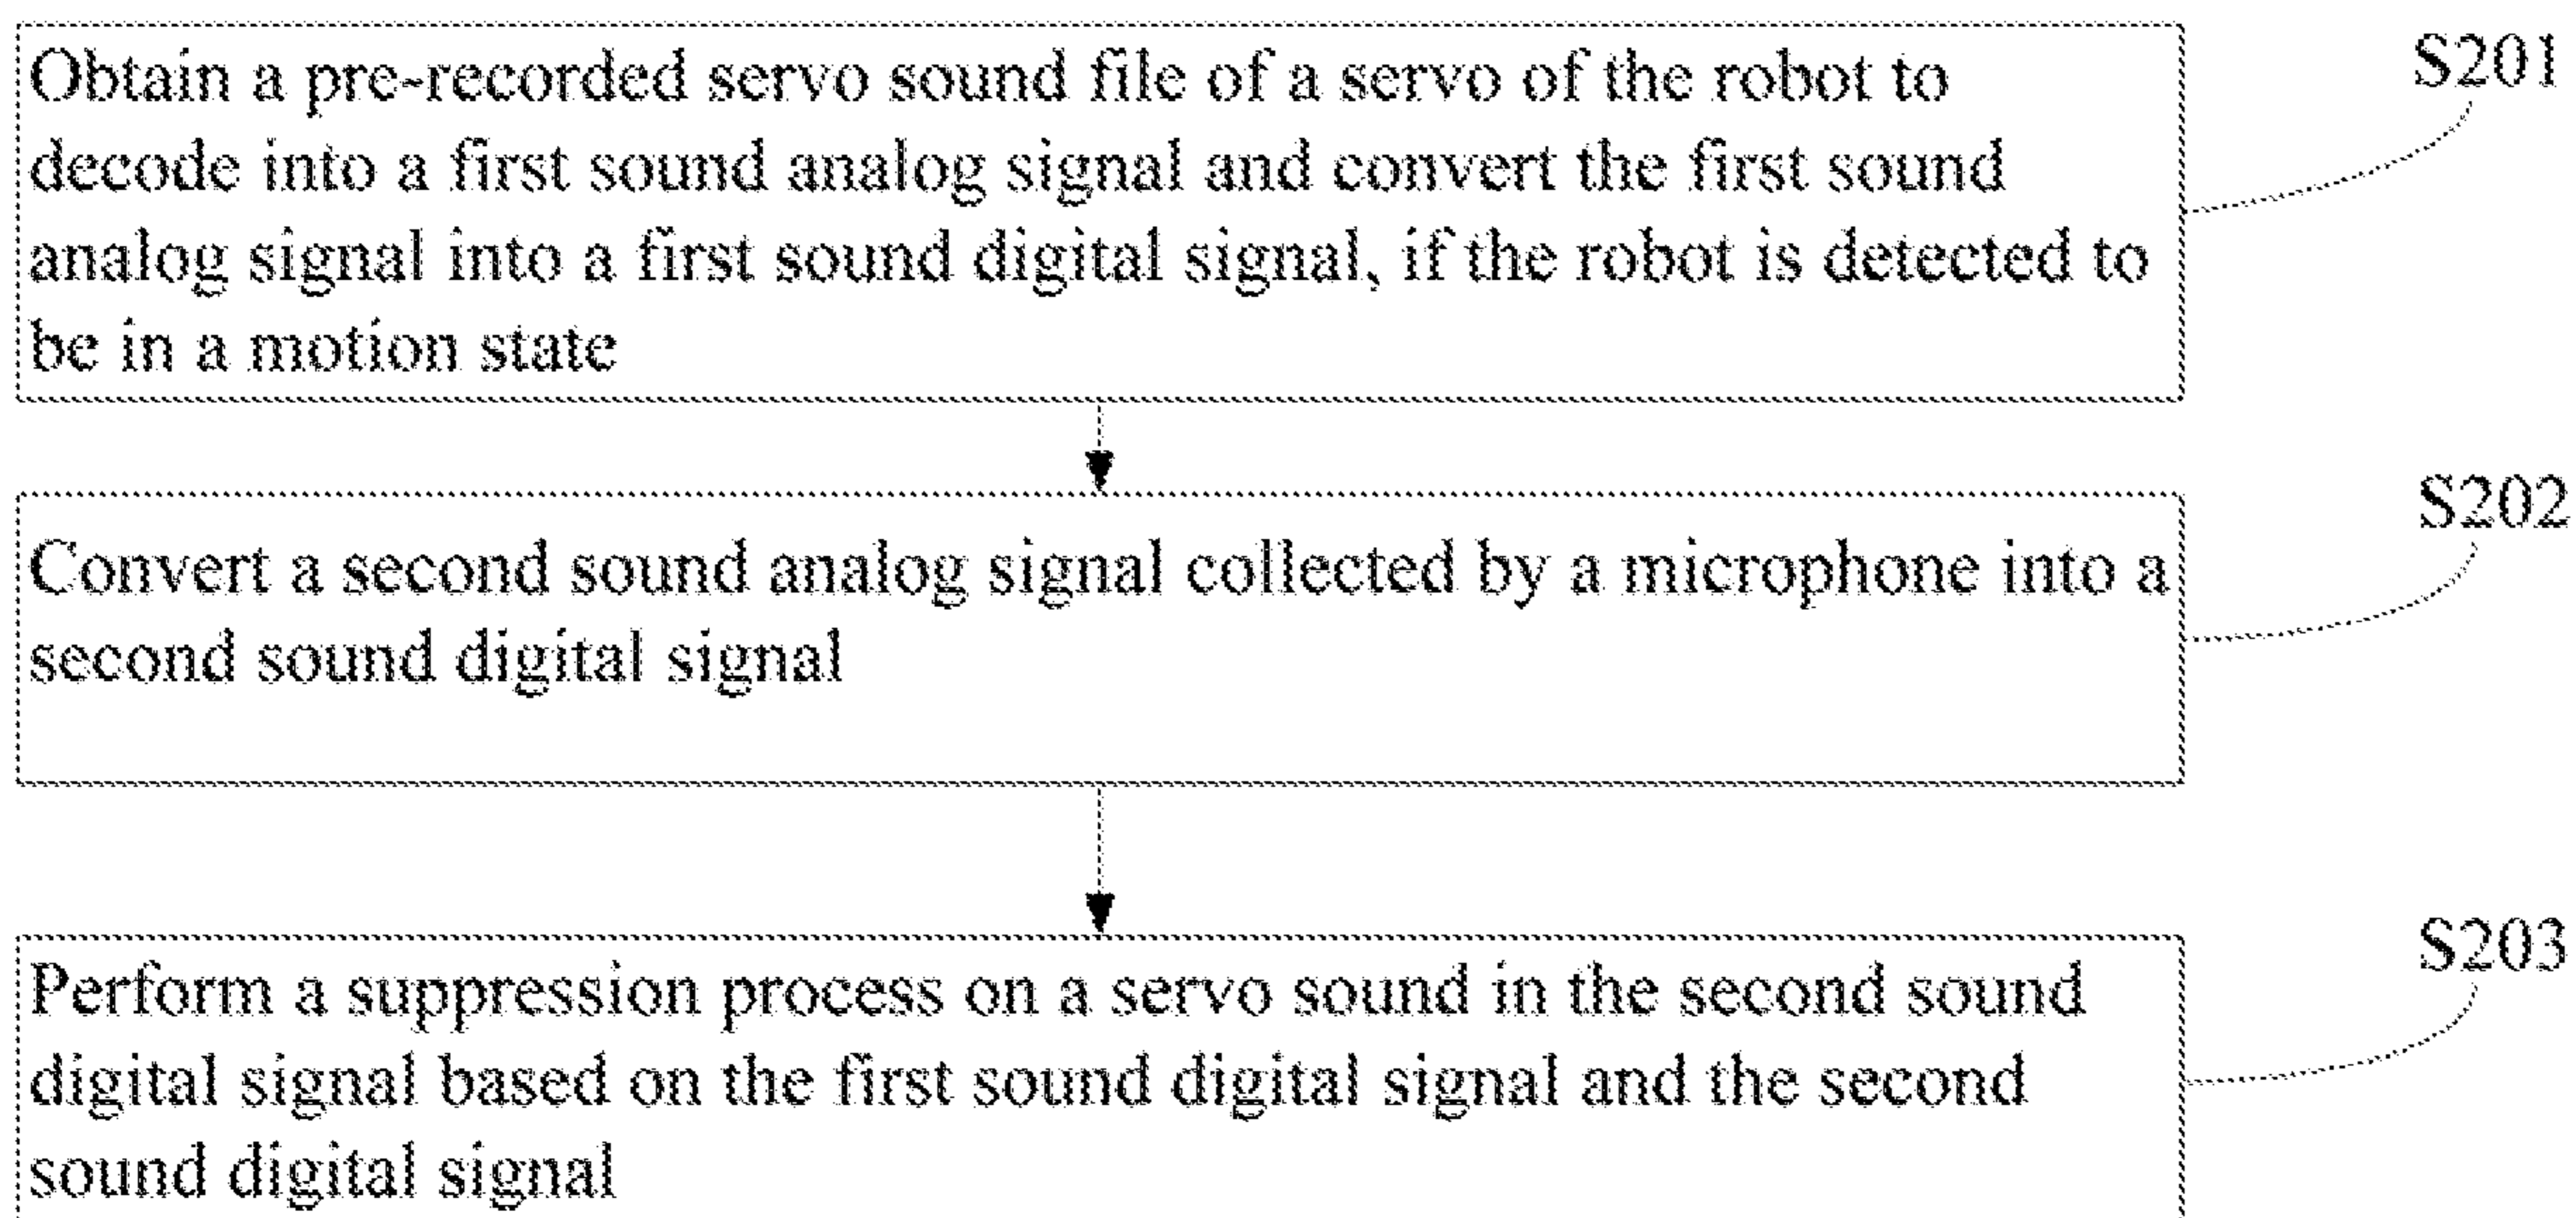 Obtain a pre-recorded servo sound file of a servo of the robot to
decode into a first sound analog signal and convert the first sound
analog signal into a first sound digital signal, if the robot is detected to
be in a motion state
S201
Convert a second sound analog signal collected by a microphone into a
second sound digital signal
S202
Perform a suppression process on a servo sound in the second sound
digital signal based on the first sound digital signal and the second
sound digital signal
S203